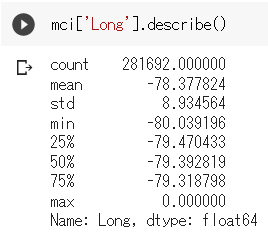 mci['Long'].describe()
count    281692.000000
mean        -78.377824
std           8.934564
min         -80.039196
25%         -79.470433
50%         -79.392819
75%         -79.318798
max           0.000000
Name: Long, dtype: float64